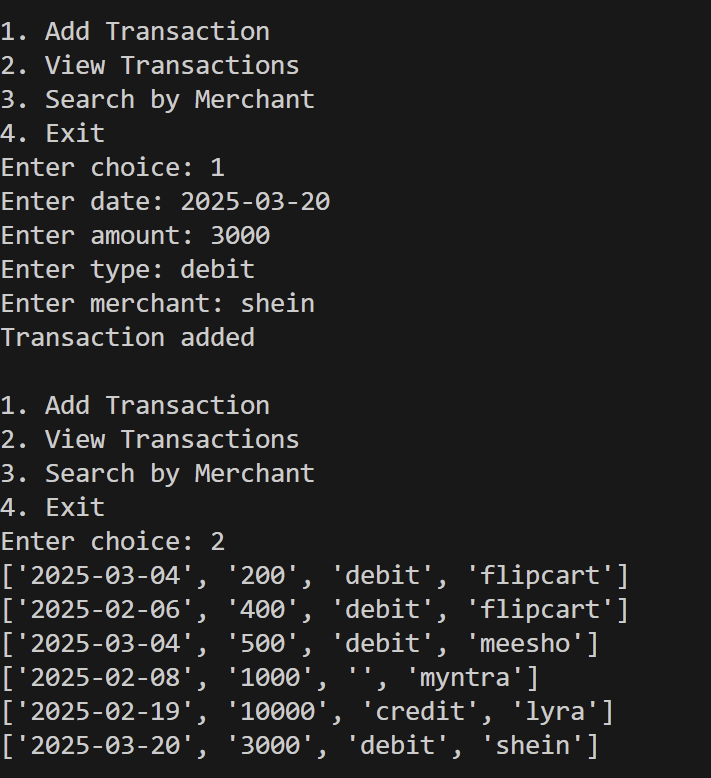 1. Add Transaction
2. View Transactions
3. Search by Merchant
4. Exit
Enter choice: 1
Enter date: 2025-03-20
Enter amount: 3000
Enter type: debit
Enter merchant: shein
Transaction added
1. Add Transaction
2. View Transactions
3. Search by Merchant
4. Exit
Enter choice: 2
['2025-03-04', '200', 'debit', 'flipcart']
['2025-02-06', '400', 'debit', 'flipcart']
['2025-03-04', '500', 'debit', 'meesho']
['2025-02-08', '1000', '', 'myntra']
['2025-02-19', '10000', 'credit', 'lyra']
['2025-03-20', '3000', 'debit', 'shein']